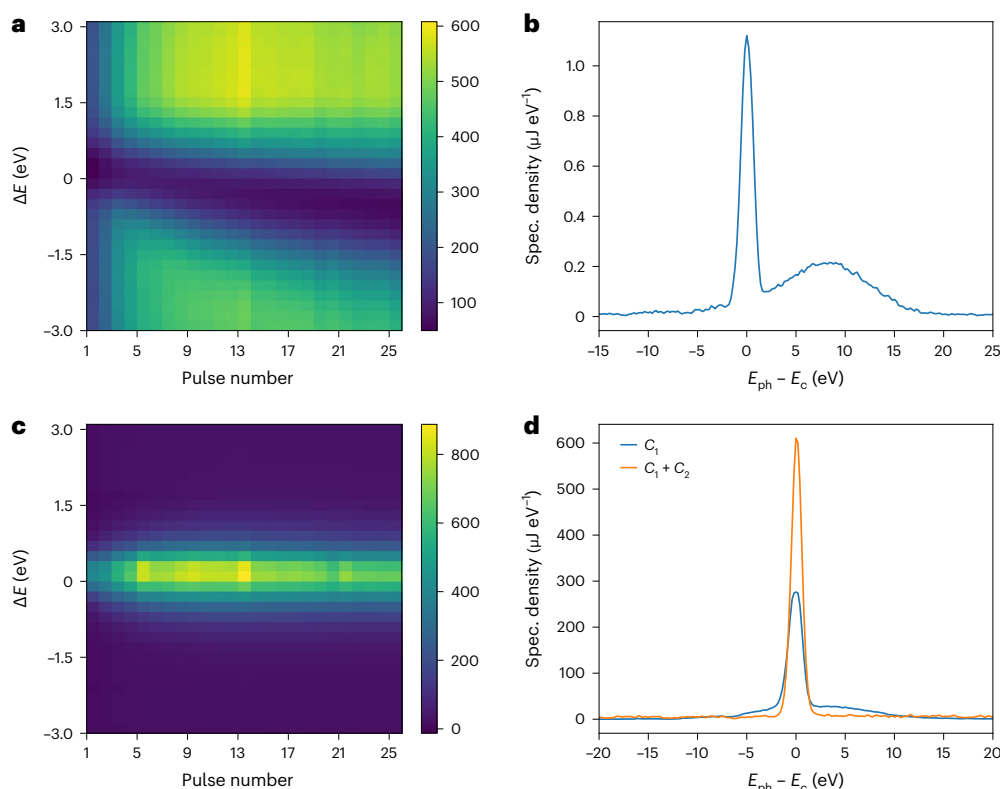 a
3.0
1.5
0
−1.5
−3.0
ΔE (eV)
1 5 9 13 17 21 25
Pulse number
600
500
400
300
200
100
b
1.0
0.8
0.6
0.4
0.2
0
Spec. density (µJ eV⁻¹)
−15 −10 −5 0 5 10 15 20 25
E_ph − E_c (eV)
c
3.0
1.5
0
−1.5
−3.0
ΔE (eV)
1 5 9 13 17 21 25
Pulse number
800
600
400
200
0
d
C₁
C₁ + C₂
600
500
400
300
200
100
0
Spec. density (µJ eV⁻¹)
−20 −15 −10 −5 0 5 10 15 20
E_ph − E_c (eV)